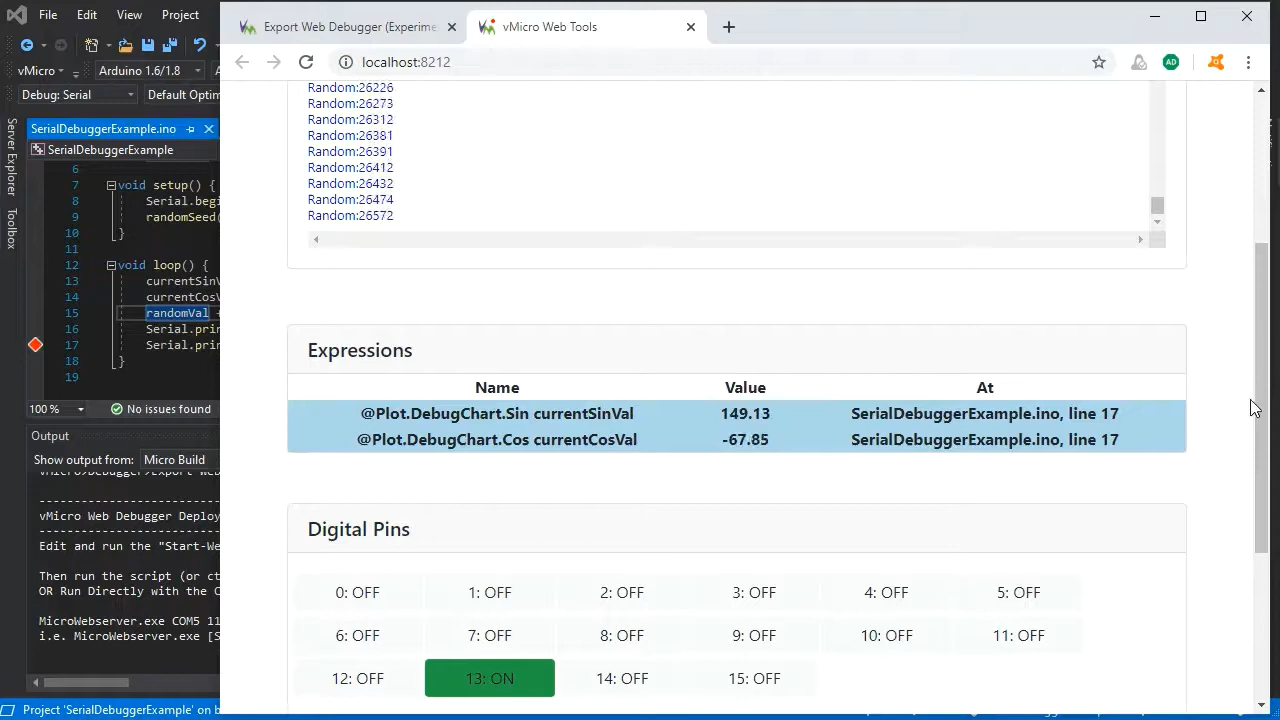 File Edit View Project
vMicro Arduino 1.6/1.8
Debug: Serial Default Optim
Server Explorer
Toolbox
SerialDebuggerExample.ino
SerialDebuggerExample
6
7 void setup() {
8 Serial.beg
9 randomSeed(
10 }
11
12 void loop() {
13 currentSinV
14 currentCosV
15 randomVal
16 Serial.pri
17 Serial.pri
18 }
19
100 % No issues found
Output
Show output from: Micro Build
vMicro Web Debugger Deploy
Edit and run the "Start-We
Then run the script (or ct
OR Run Directly with the C
MicroWebserver.exe COM5 11
i.e. MicroWebserver.exe [S
Project 'SerialDebuggerExample' on b
Export Web Debugger (Experime
vMicro Web Tools
localhost:8212
AD
Random:26226
Random:26273
Random:26312
Random:26381
Random:26391
Random:26412
Random:26432
Random:26474
Random:26572
Expressions
Name Value At
@Plot.DebugChart.Sin currentSinVal 149.13 SerialDebuggerExample.ino, line 17
@Plot.DebugChart.Cos currentCosVal -67.85 SerialDebuggerExample.ino, line 17
Digital Pins
0: OFF 1: OFF 2: OFF 3: OFF 4: OFF 5: OFF
6: OFF 7: OFF 8: OFF 9: OFF 10: OFF 11: OFF
12: OFF 13: ON 14: OFF 15: OFF